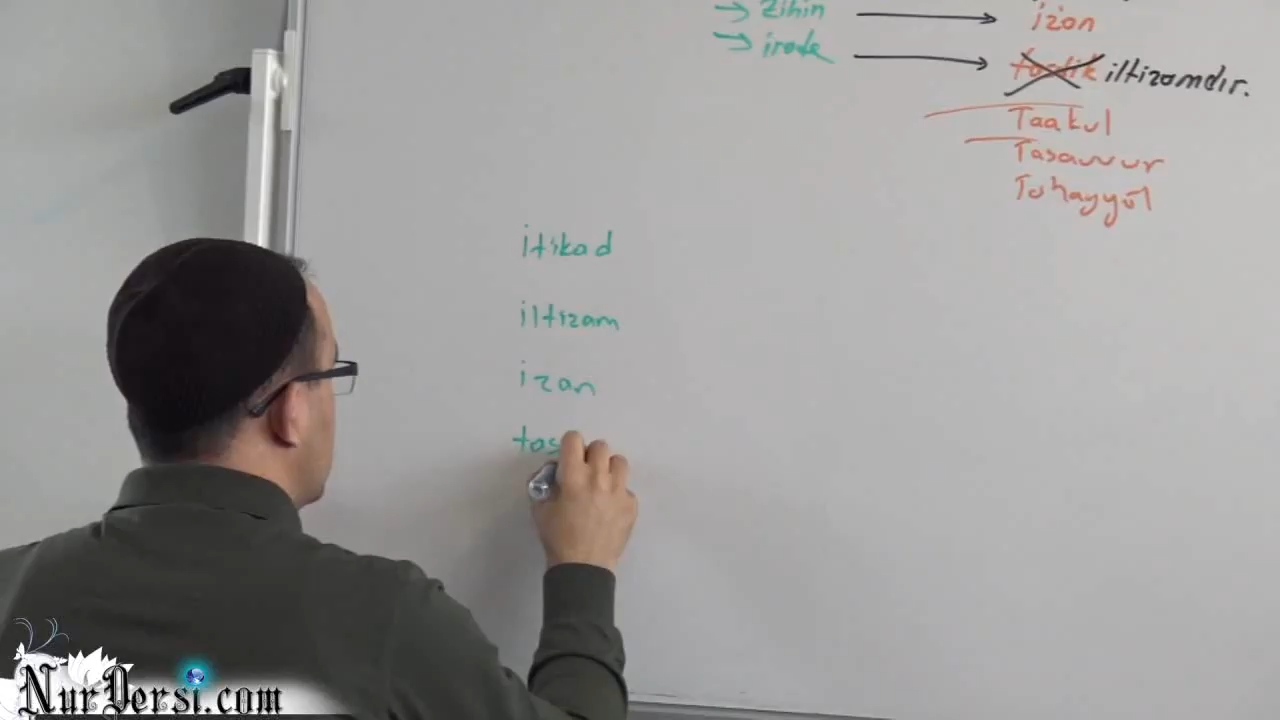 → zihin → izan
→ irade → tasdik iltizamdır.
Taakul
Tasavvur
Tahayyül
itikad
iltizam
izan
tas
NurDersi.com